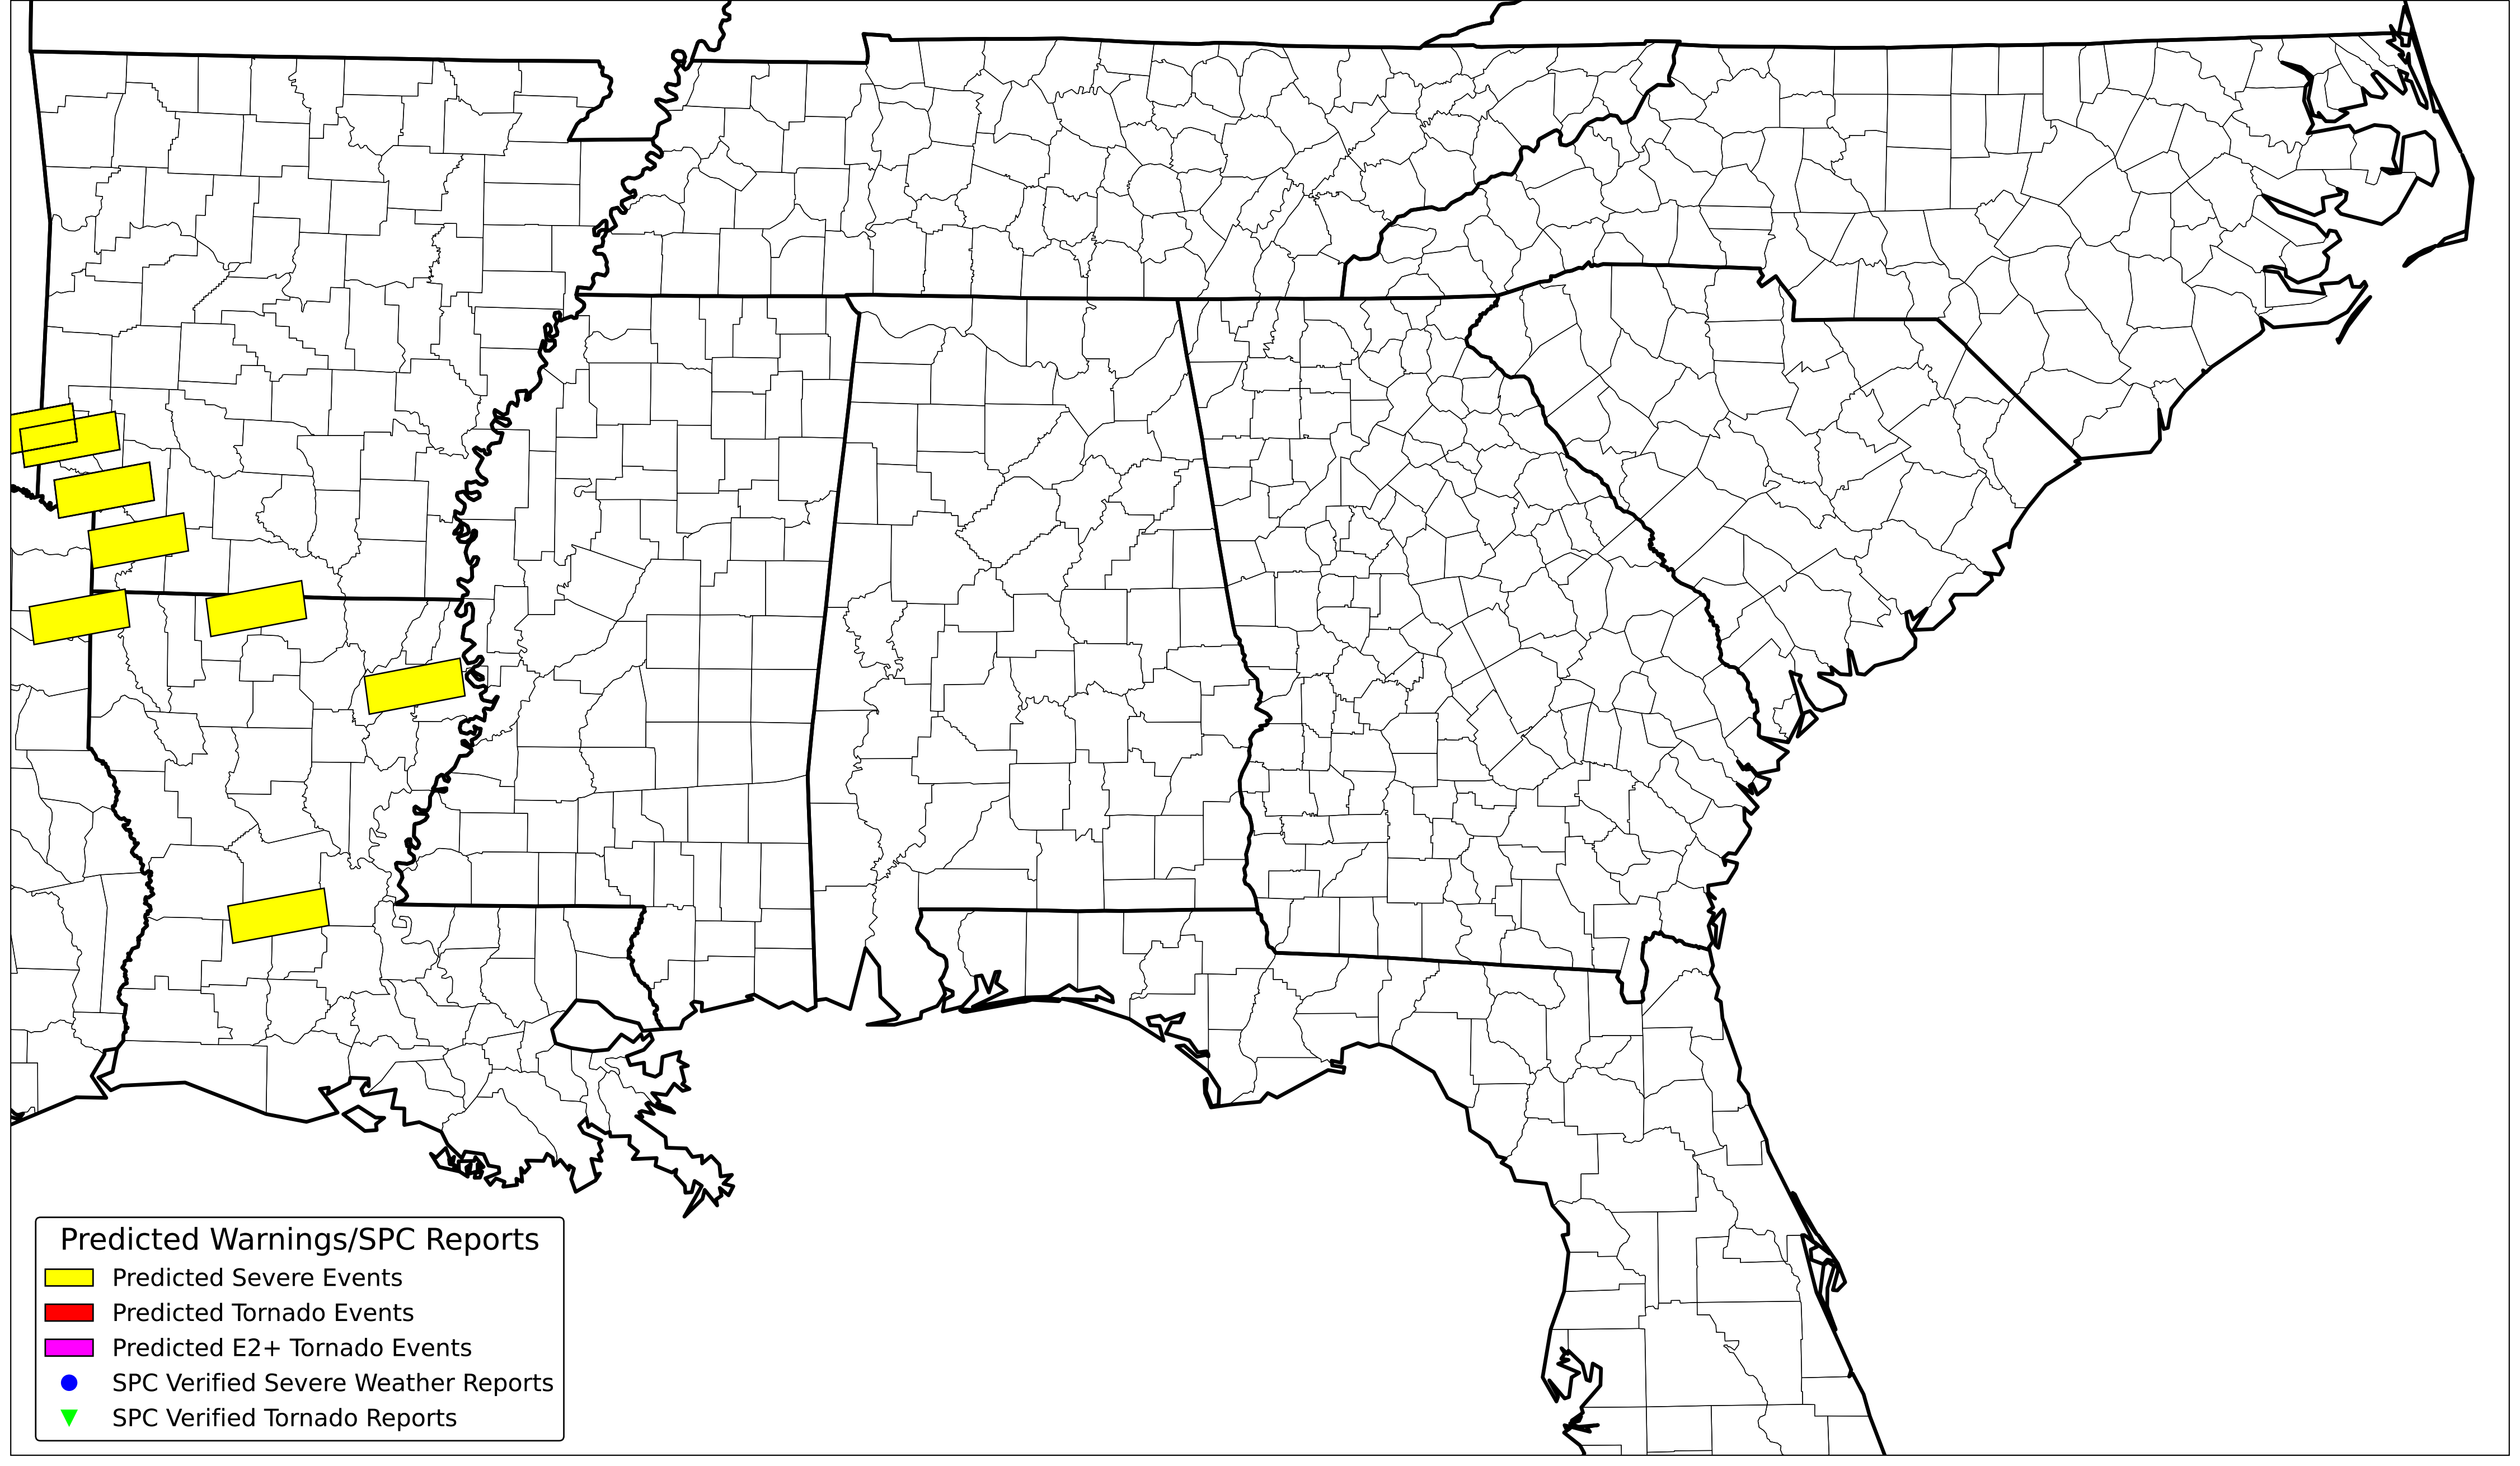 Predicted Warnings/SPC Reports
Predicted Severe Events
Predicted Tornado Events
Predicted E2+ Tornado Events
SPC Verified Severe Weather Reports
SPC Verified Tornado Reports